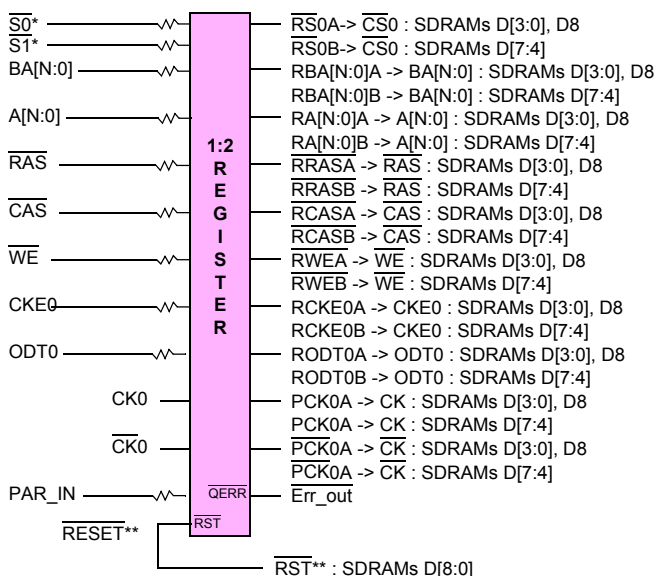 S0*
S1*
BA[N:0]
A[N:0]
RAS
CAS
WE
CKE0
ODT0
CK0
CK0
PAR_IN
RESET**
1:2
R
E
G
I
S
T
E
R
QERR
RST
RS0A-> CS0 : SDRAMs D[3:0], D8
RS0B-> CS0 : SDRAMs D[7:4]
RBA[N:0]A -> BA[N:0] : SDRAMs D[3:0], D8
RBA[N:0]B -> BA[N:0] : SDRAMs D[7:4]
RA[N:0]A -> A[N:0] : SDRAMs D[3:0], D8
RA[N:0]B -> A[N:0] : SDRAMs D[7:4]
RRASA -> RAS : SDRAMs D[3:0], D8
RRASB -> RAS : SDRAMs D[7:4]
RCASA -> CAS : SDRAMs D[3:0], D8
RCASB -> CAS : SDRAMs D[7:4]
RWEA -> WE : SDRAMs D[3:0], D8
RWEB -> WE : SDRAMs D[7:4]
RCKE0A -> CKE0 : SDRAMs D[3:0], D8
RCKE0B -> CKE0 : SDRAMs D[7:4]
RODT0A -> ODT0 : SDRAMs D[3:0], D8
RODT0B -> ODT0 : SDRAMs D[7:4]
PCK0A -> CK : SDRAMs D[3:0], D8
PCK0A -> CK : SDRAMs D[7:4]
PCK0A -> CK : SDRAMs D[3:0], D8
PCK0A -> CK : SDRAMs D[7:4]
Err_out
RST** : SDRAMs D[8:0]